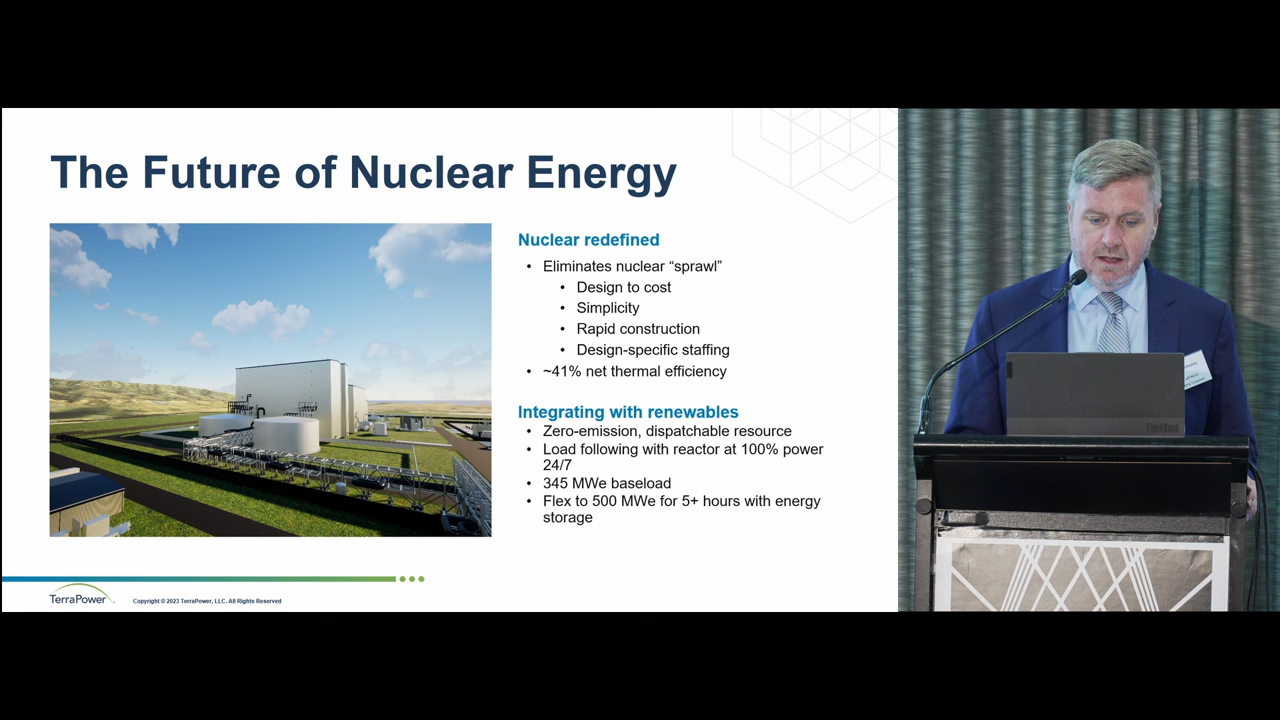 The Future of Nuclear Energy
Nuclear redefined
• Eliminates nuclear “sprawl”
• Design to cost
• Simplicity
• Rapid construction
• Design-specific staffing
• ~41% net thermal efficiency
Integrating with renewables
• Zero-emission, dispatchable resource
• Load following with reactor at 100% power
24/7
• 345 MWe baseload
• Flex to 500 MWe for 5+ hours with energy
storage
TerraPower
Copyright © 2023 TerraPower, LLC. All Rights Reserved
ThinkBook